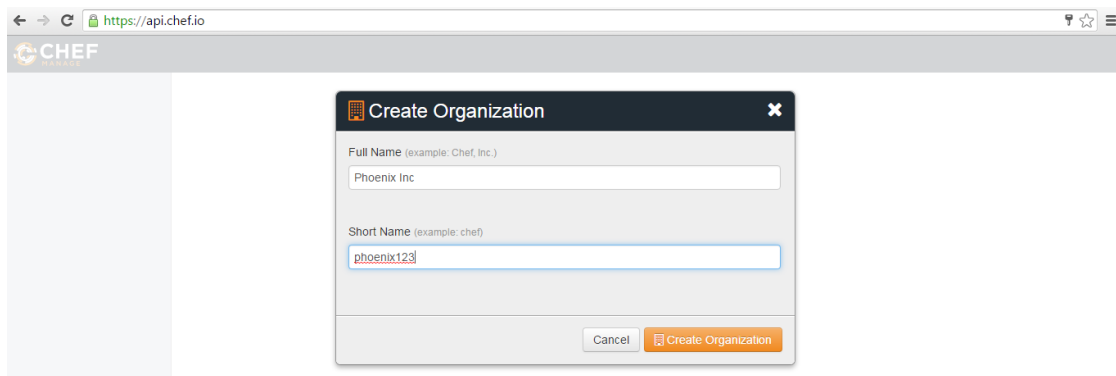 https://api.chef.io
CHEF
MANAGE
Create Organization
Full Name (example: Chef, Inc.)
Phoenix Inc
Short Name (example: chef)
phoenix123
Cancel
Create Organization